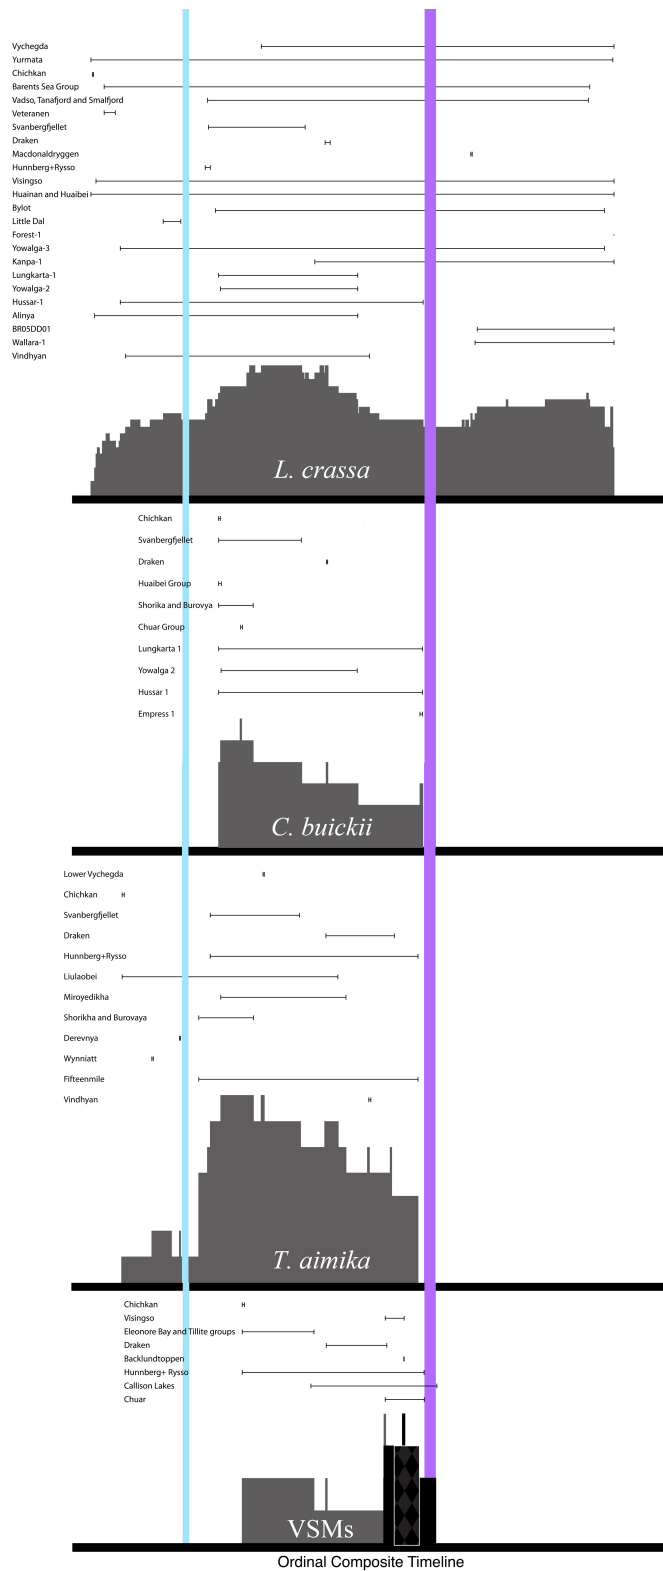 Vychegda
Yurmata
Chichkan
Barents Sea Group
Vadso, Tanafjord and Smalfjord
Veteranen
Svanbergfjellet
Draken
Macdonaldryggen
Hunnberg+Rysso
Visingso
Huainan and Huaibei
Bylot
Little Dal
Forest-1
Yowalga-3
Kanpa-1
Lungkarta-1
Yowalga-2
Hussar-1
Alinya
BR05DD01
Wallara-1
Vindhyan
L. crassa
Chichkan
Svanbergfjellet
Draken
Huaibei Group
Shorika and Burovya
Chuar Group
Lungkarta 1
Yowalga 2
Hussar 1
Empress 1
C. buickii
Lower Vychegda
Chichkan
Svanbergfjellet
Draken
Hunnberg+Rysso
Liulaobei
Miroyedikha
Shorikha and Burovaya
Derevnya
Wynniatt
Fifteenmile
Vindhyan
T. aimika
Chichkan
Visingso
Eleonore Bay and Tillite groups
Draken
Backlundtoppen
Hunnberg+ Rysso
Callison Lakes
Chuar
VSMs
Ordinal Composite Timeline